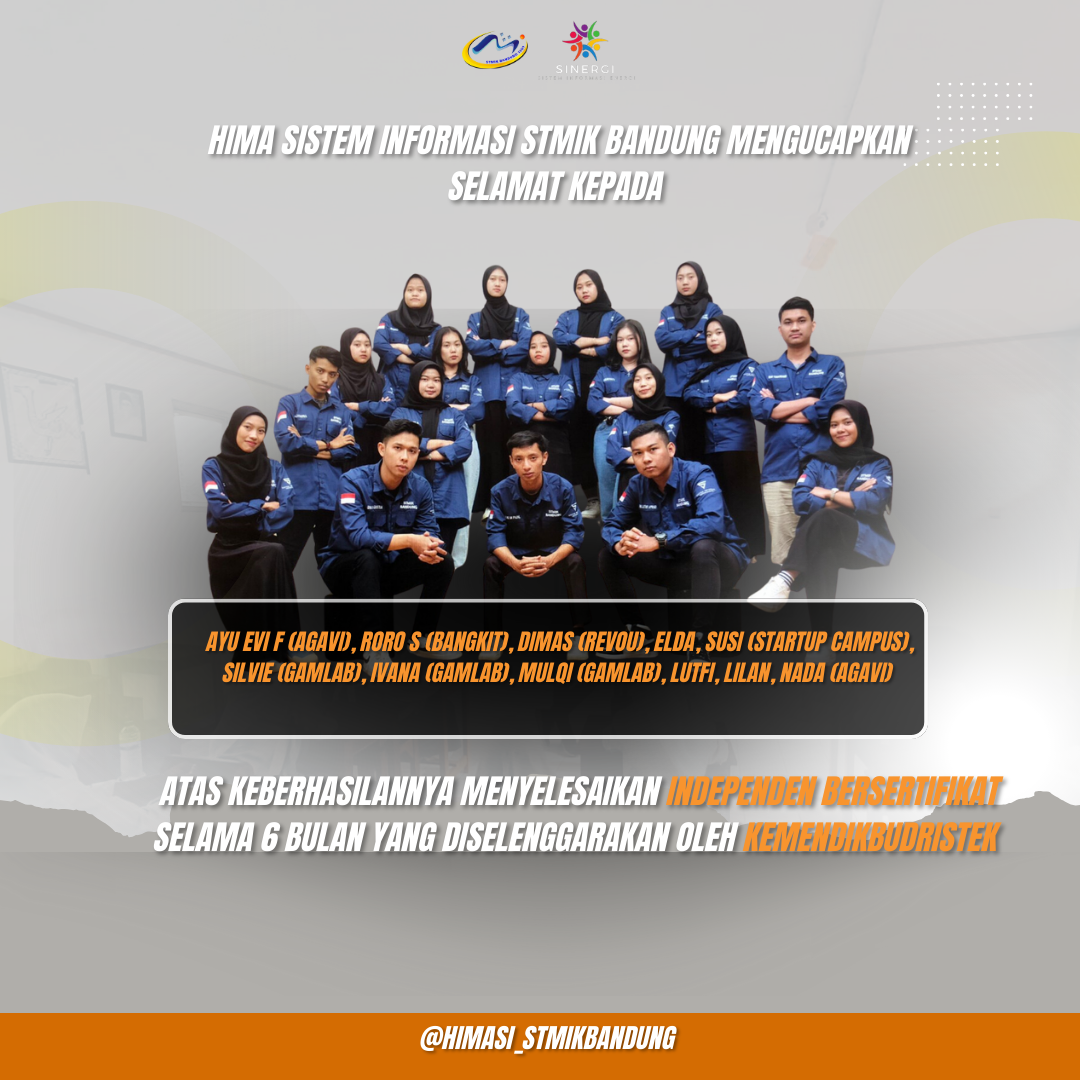 SINERGI
HIMA SISTEM INFORMASI STMIK BANDUNG MENGUCAPKAN
SELAMAT KEPADA
AYU EVI F (AGAVI), RORO S (BANGKIT), DIMAS (REVOU), ELDA, SUSI (STARTUP CAMPUS),
SILVIE (GAMLAB), IVANA (GAMLAB), MULQI (GAMLAB), LUTFI, LILAN, NADA (AGAVI)
ATAS KEBERHASILANNYA MENYELESAIKAN INDEPENDEN BERSERTIFIKAT
SELAMA 6 BULAN YANG DISELENGGARAKAN OLEH KEMENDIKBUDRISTEK
@HIMASI_STMIKBANDUNG